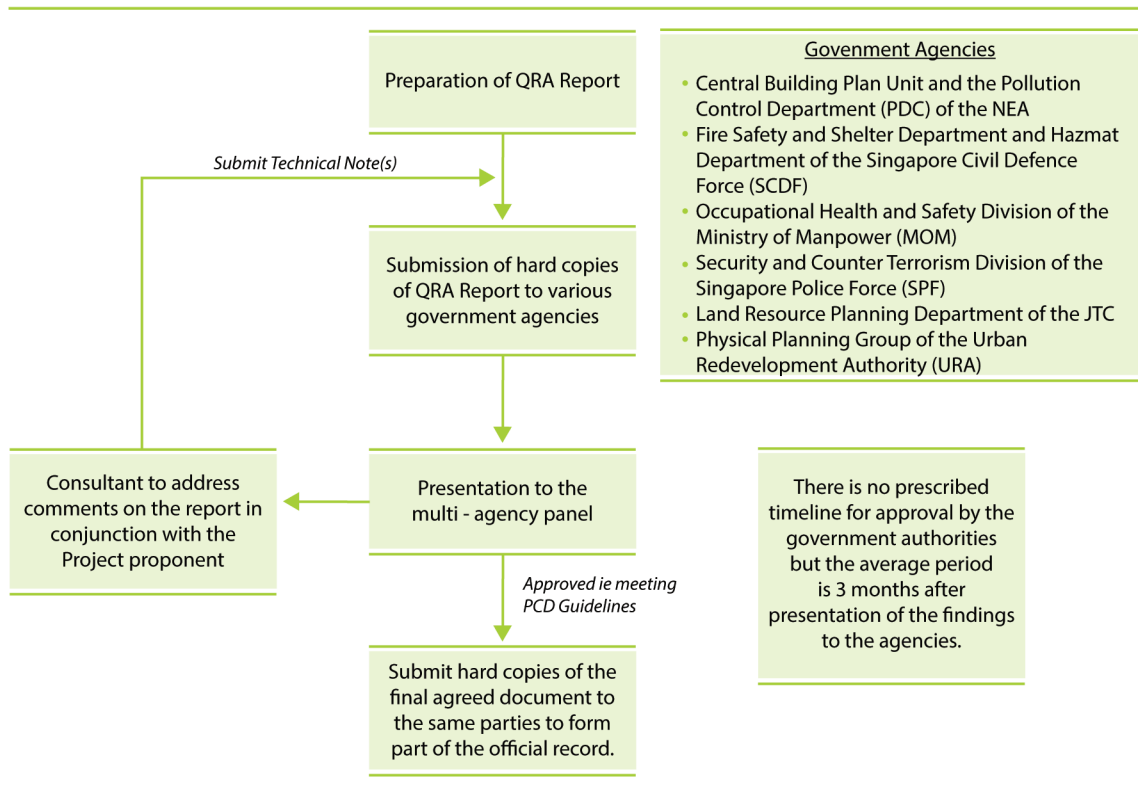 Preparation of QRA Report
Govenment Agencies
• Central Building Plan Unit and the Pollution
Control Department (PDC) of the NEA
• Fire Safety and Shelter Department and Hazmat
Department of the Singapore Civil Defence
Force (SCDF)
• Occupational Health and Safety Division of the
Ministry of Manpower (MOM)
• Security and Counter Terrorism Division of the
Singapore Police Force (SPF)
• Land Resource Planning Department of the JTC
• Physical Planning Group of the Urban
Redevelopment Authority (URA)
Submit Technical Note(s)
Submission of hard copies
of QRA Report to various
government agencies
Consultant to address
comments on the report in
conjunction with the
Project proponent
Presentation to the
multi - agency panel
There is no prescribed
timeline for approval by the
government authorities
but the average period
is 3 months after
presentation of the findings
to the agencies.
Approved ie meeting
PCD Guidelines
Submit hard copies of the
final agreed document to
the same parties to form
part of the official record.